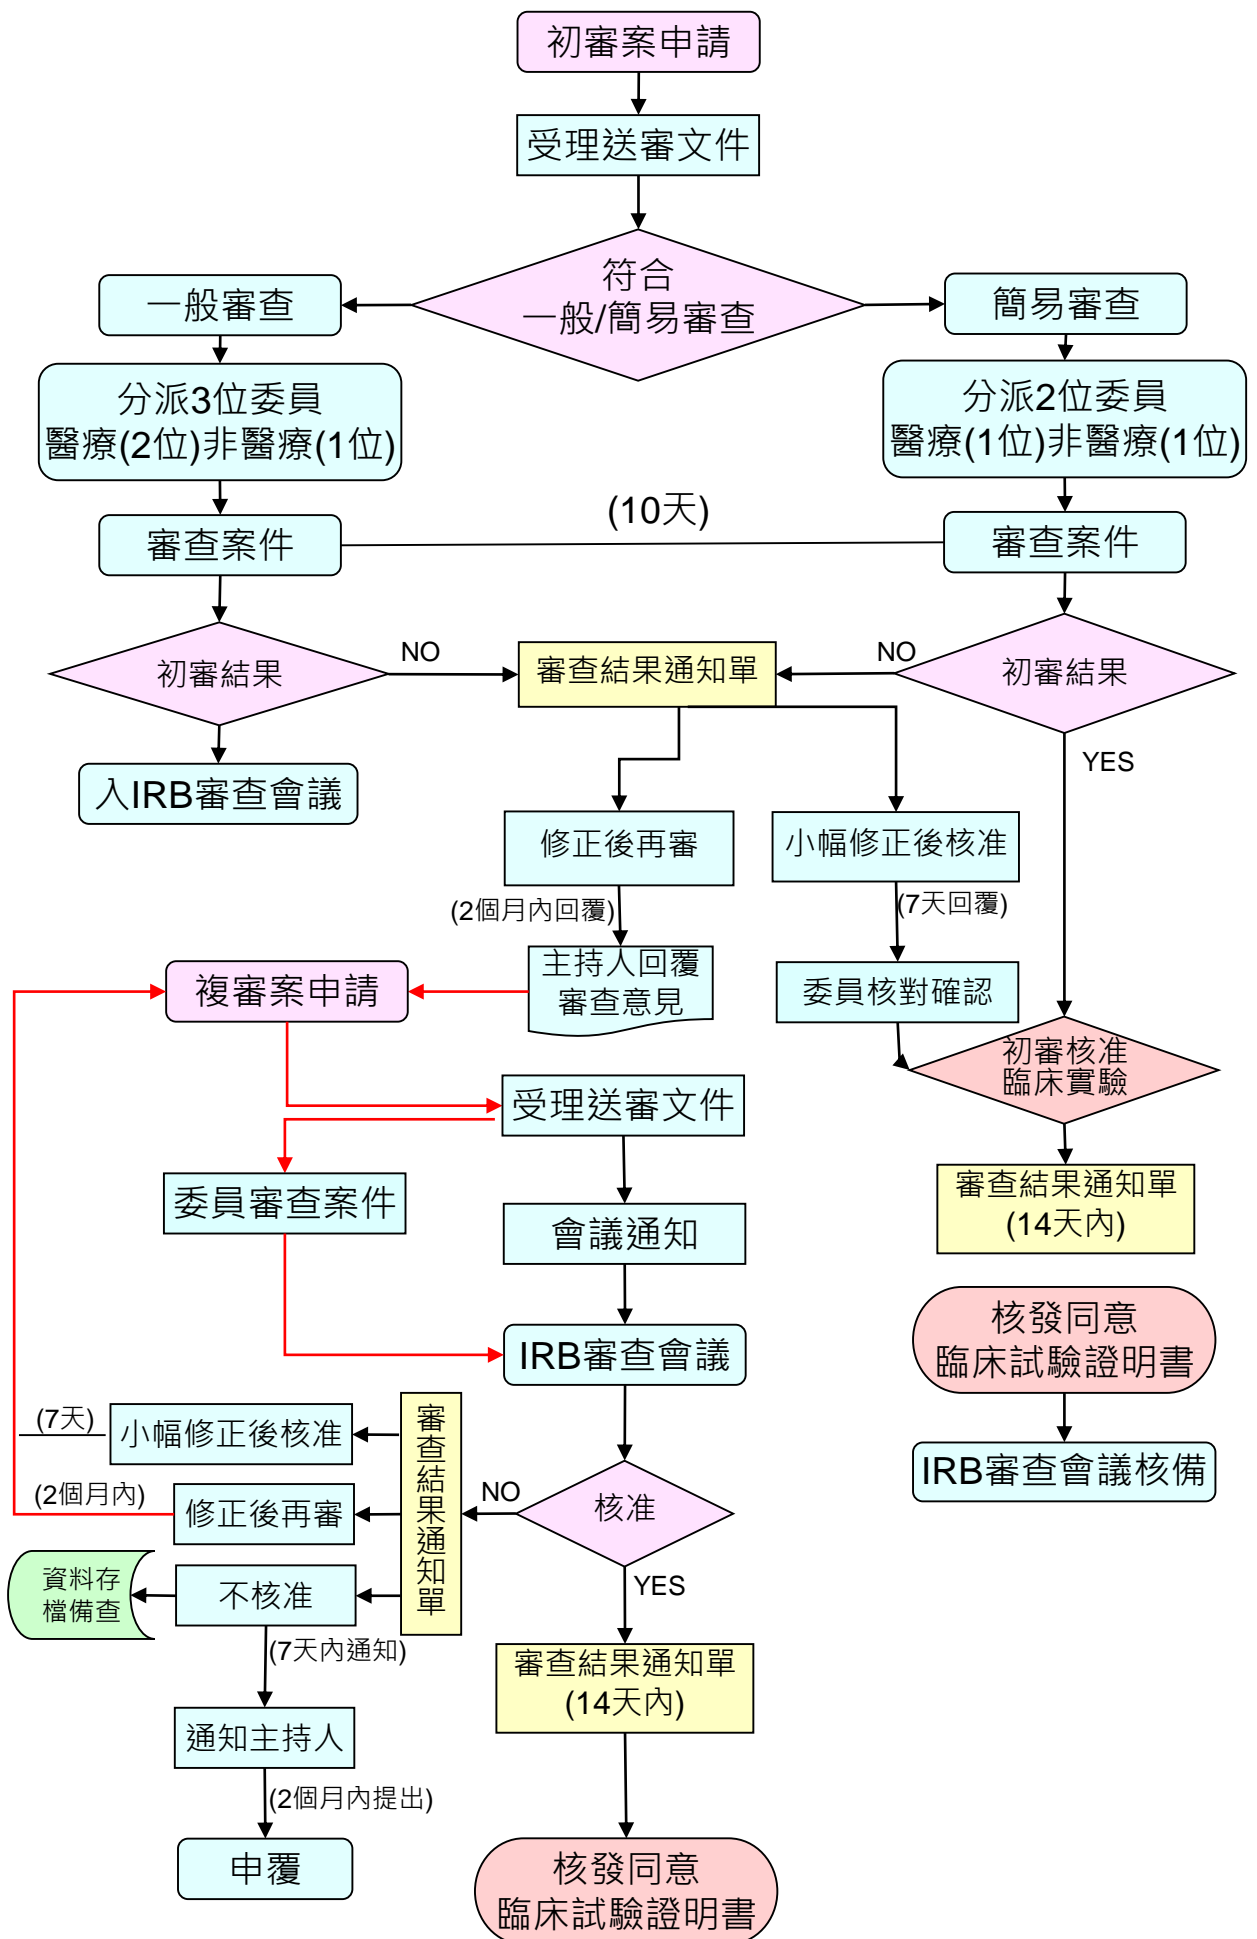 初審案申請
受理送審文件
符合
一般/簡易審查
一般審查
簡易審查
分派3位委員
醫療(2位)非醫療(1位)
分派2位委員
醫療(1位)非醫療(1位)
審查案件
(10天)
審查案件
初審結果
NO
審查結果通知單
NO
初審結果
入IRB審查會議
YES
修正後再審
小幅修正後核准
(2個月內回覆)
(7天回覆)
主持人回覆
審查意見
複審案申請
委員核對確認
初審核准
臨床實驗
受理送審文件
委員審查案件
會議通知
審查結果通知單
(14天內)
IRB審查會議
核發同意
臨床試驗證明書
IRB審查會議核備
(7天)
小幅修正後核准
審查結果通知單
(2個月內)
修正後再審
NO
核准
資料存
檔備查
不核准
YES
(7天內通知)
審查結果通知單
(14天內)
通知主持人
(2個月內提出)
申覆
核發同意
臨床試驗證明書